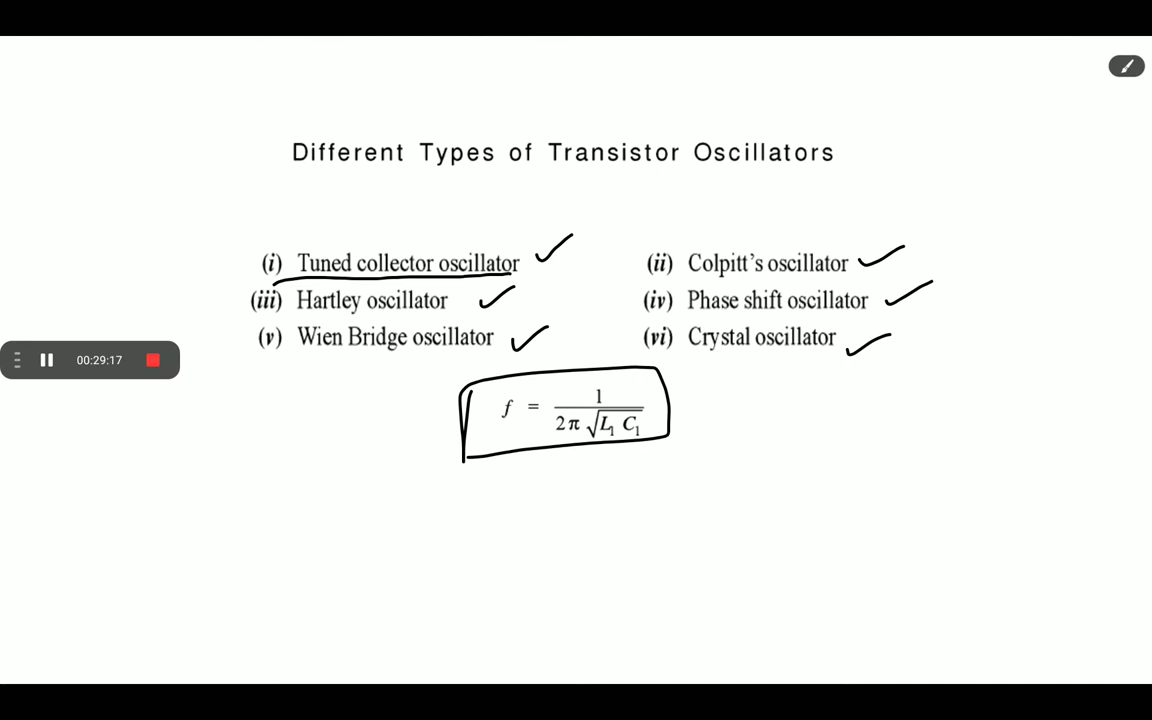 Different Types of Transistor Oscillators
(i) Tuned collector oscillator (ii) Colpitt's oscillator
(iii) Hartley oscillator (iv) Phase shift oscillator
(v) Wien Bridge oscillator (vi) Crystal oscillator
00:29:17
f = 1 / 2π √L₁ C₁